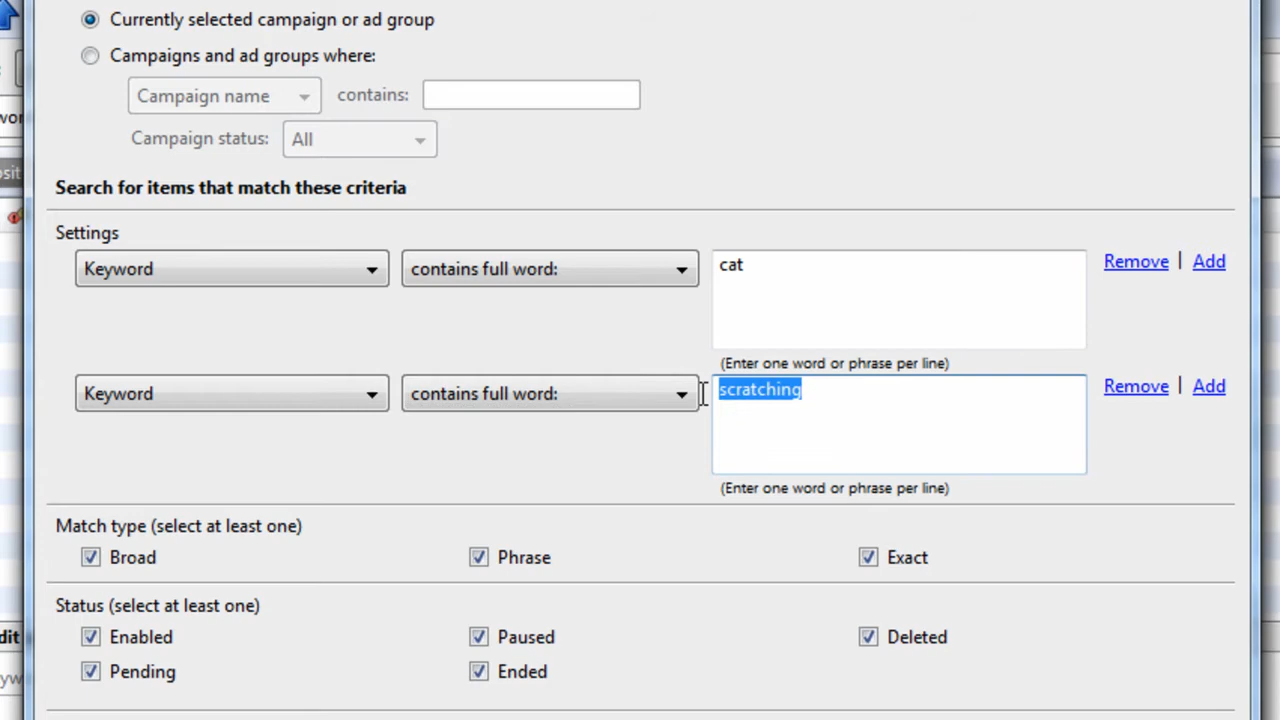 Currently selected campaign or ad group
Campaigns and ad groups where:
Campaign name contains:
Campaign status: All
Search for items that match these criteria
Settings
Keyword contains full word: cat Remove | Add
(Enter one word or phrase per line)
Keyword contains full word: scratching Remove | Add
(Enter one word or phrase per line)
Match type (select at least one)
Broad Phrase Exact
Status (select at least one)
Enabled Paused Deleted
Pending Ended